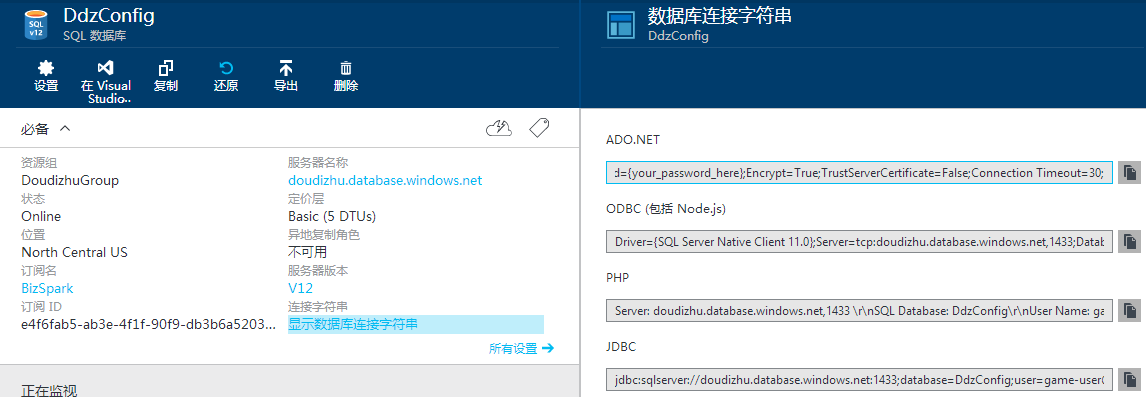 DdzConfig
SQL 数据库
SQL
v12
设置
在 Visual
Studio..
复制
还原
导出
删除
必备
资源组
DoudizhuGroup
状态
Online
位置
North Central US
订阅名
BizSpark
订阅 ID
e4f6fab5-ab3e-4f1f-90f9-db3b6a5203...
服务器名称
doudizhu.database.windows.net
定价层
Basic (5 DTUs)
异地复制角色
不可用
服务器版本
V12
连接字符串
显示数据库连接字符串
所有设置
正在监视
数据库连接字符串
DdzConfig
ADO.NET
d={your_password_here};Encrypt=True;TrustServerCertificate=False;Connection Timeout=30;
ODBC (包括 Node.js)
Driver={SQL Server Native Client 11.0};Server=tcp:doudizhu.database.windows.net,1433;Datab
PHP
Server: doudizhu.database.windows.net,1433 \r\nSQL Database: DdzConfig\r\nUser Name: ga
JDBC
jdbc:sqlserver://doudizhu.database.windows.net:1433;database=DdzConfig;user=game-user